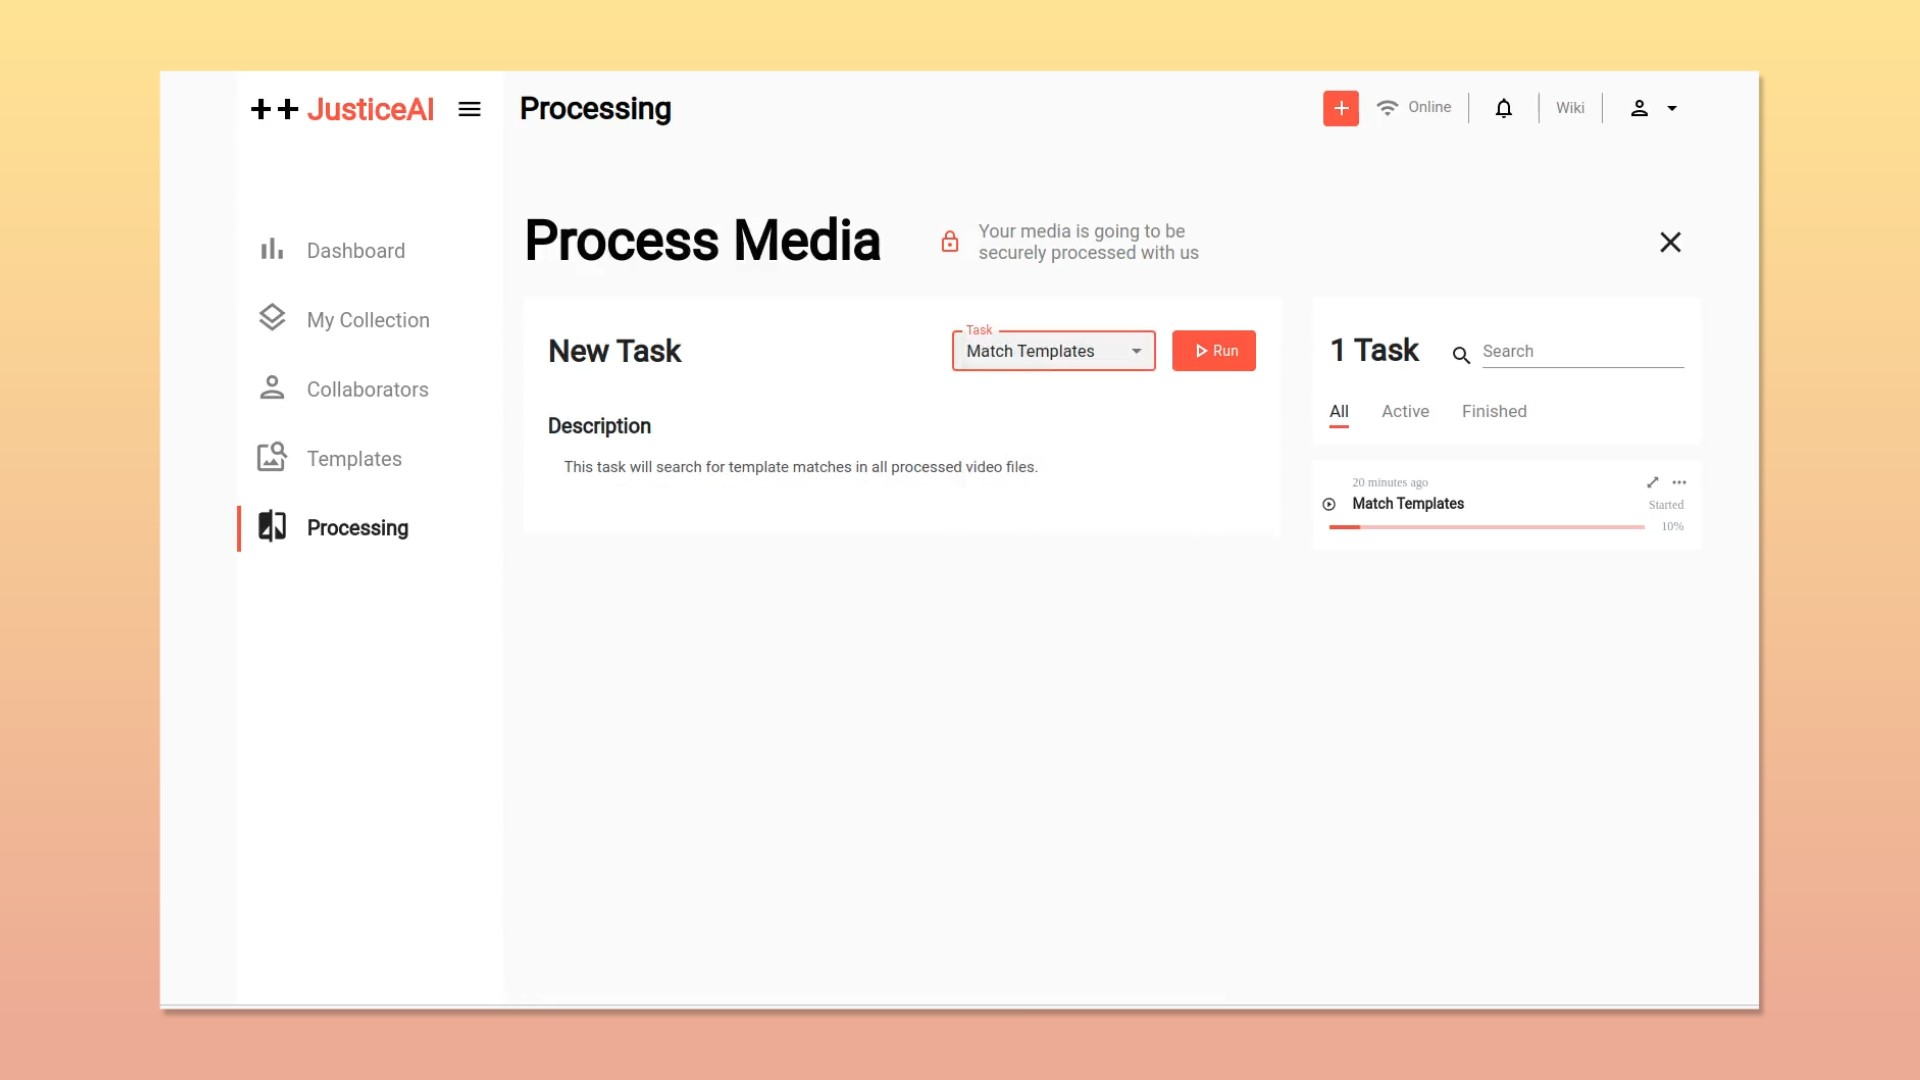 ++ JusticeAI
Processing
Online
Wiki
Dashboard
My Collection
Collaborators
Templates
Processing
Process Media
Your media is going to be
securely processed with us
New Task
Task
Match Templates
Run
Description
This task will search for template matches in all processed video files.
1 Task
Search
All Active Finished
20 minutes ago
Match Templates
Started
10%